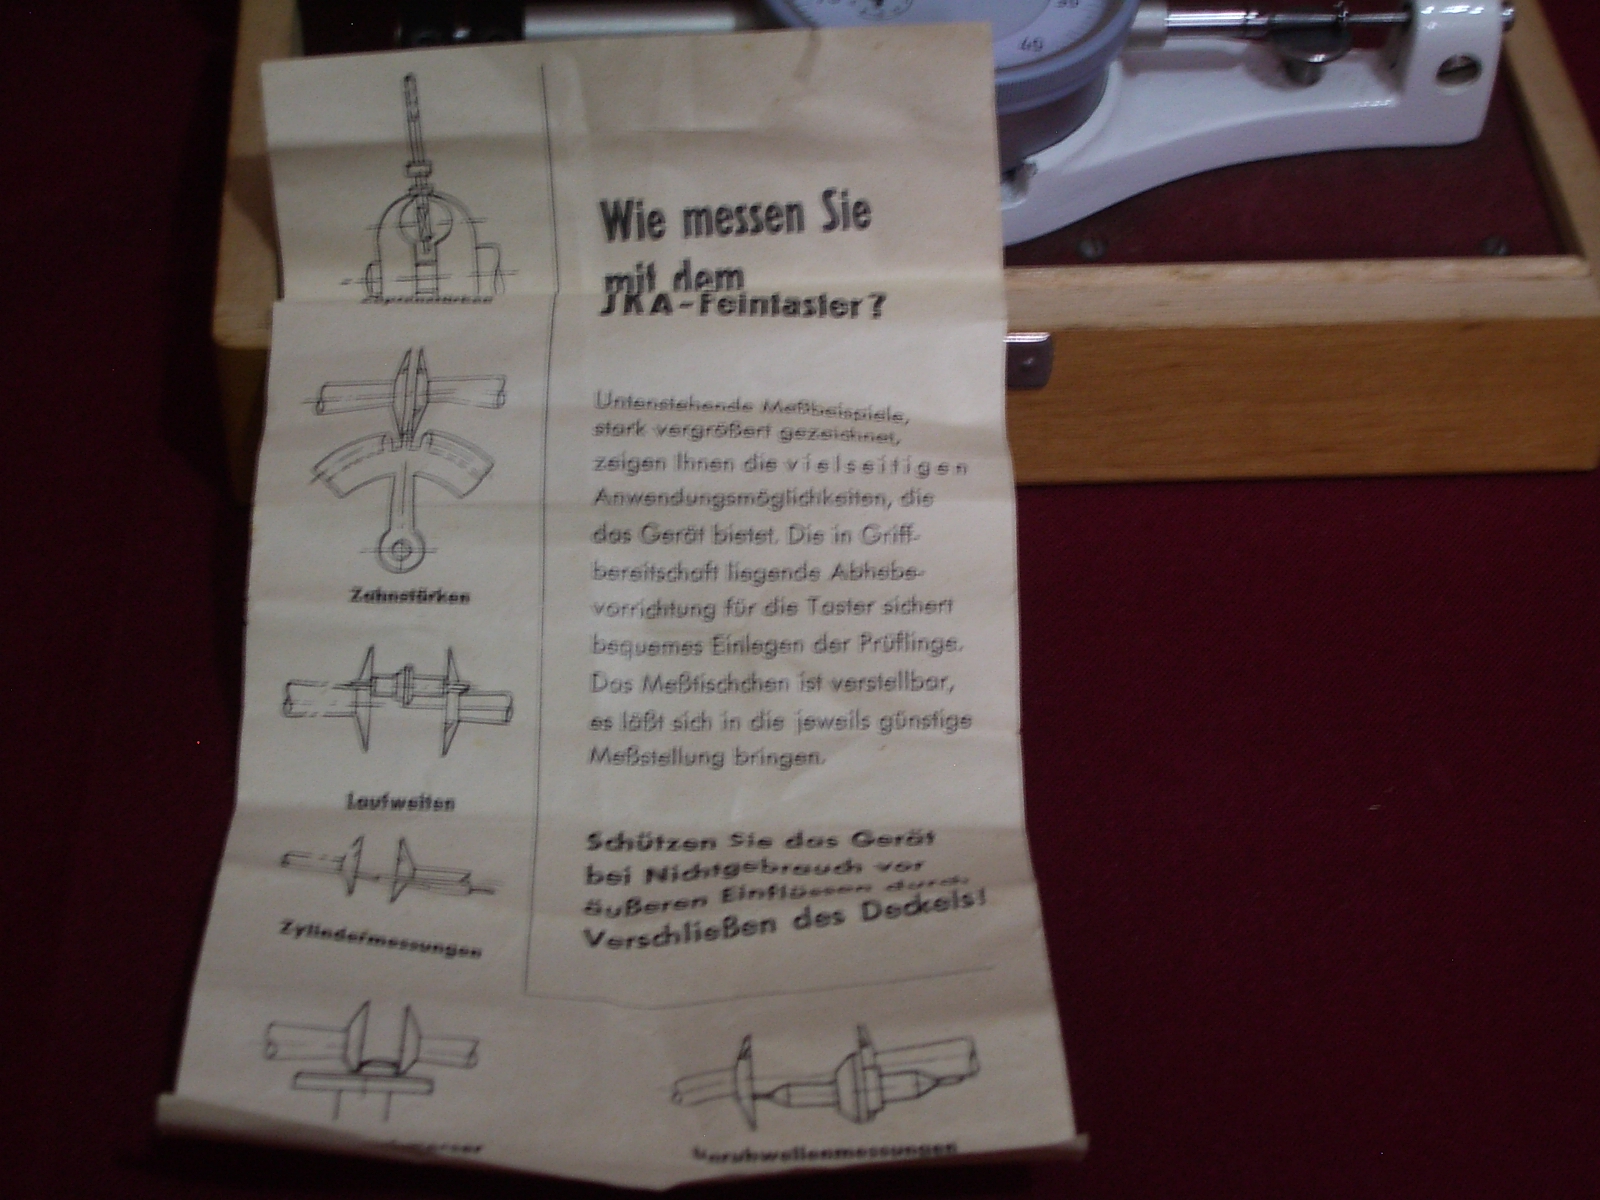 Wie messen Sie
mit dem
JKA-Feintaster?
Untenstehende Meßbeispiele,
stark vergrößert gezeichnet,
zeigen Ihnen die vielseitigen
Anwendungsmöglichkeiten, die
das Gerät bietet. Die in Griff-
bereitschaft liegende Abhebe-
vorrichtung für die Taster sichert
bequemes Einlegen der Prüflinge.
Das Meßtischchen ist verstellbar,
es läßt sich in die jeweils günstige
Meßstellung bringen.
Schützen Sie das Gerät
bei Nichtgebrauch vor
äußeren Einflüssen durch
Verschließen des Deckels!
Zahnstärken
Laufweiten
Zylindermessungen